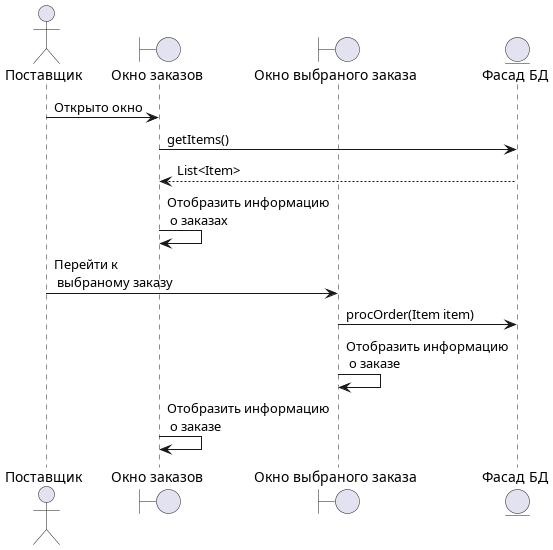 Поставщик
Окно заказов
Окно выбраного заказа
Фасад БД
Открыто окно
getItems()
List<Item>
Отобразить информацию
о заказах
Перейти к
выбраному заказу
procOrder(Item item)
Отобразить информацию
о заказе
Отобразить информацию
о заказе
Поставщик
Окно заказов
Окно выбраного заказа
Фасад БД